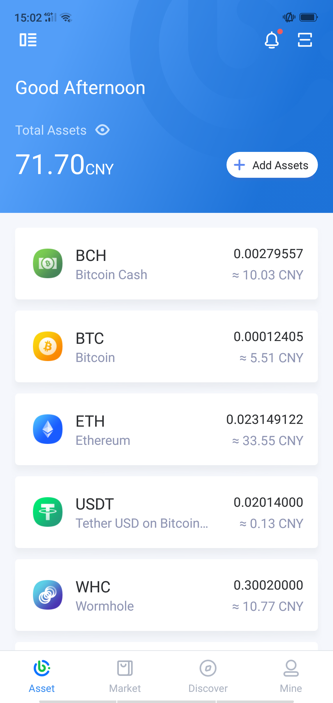 15:02
Good Afternoon
Total Assets
71.70CNY
Add Assets
BCH
0.00279557
Bitcoin Cash
≈ 10.03 CNY
BTC
0.00012405
Bitcoin
≈ 5.51 CNY
ETH
0.023149122
Ethereum
≈ 33.55 CNY
USDT
0.02014000
Tether USD on Bitcoin...
≈ 0.13 CNY
WHC
0.30020000
Wormhole
≈ 10.77 CNY
Asset
Market
Discover
Mine